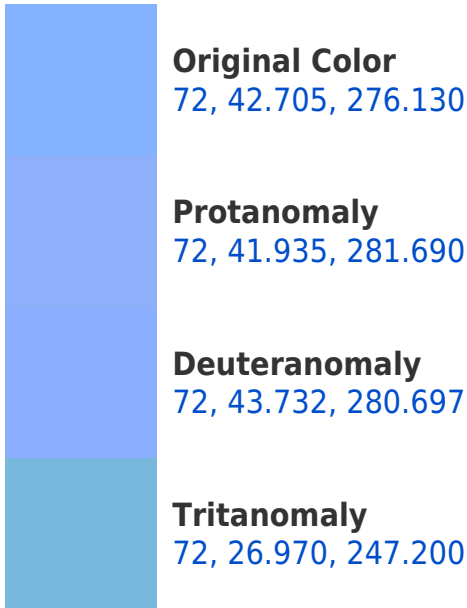 Original Color
72, 42.705, 276.130
Protanomaly
72, 41.935, 281.690
Deuteranomaly
72, 43.732, 280.697
Tritanomaly
72, 26.970, 247.200